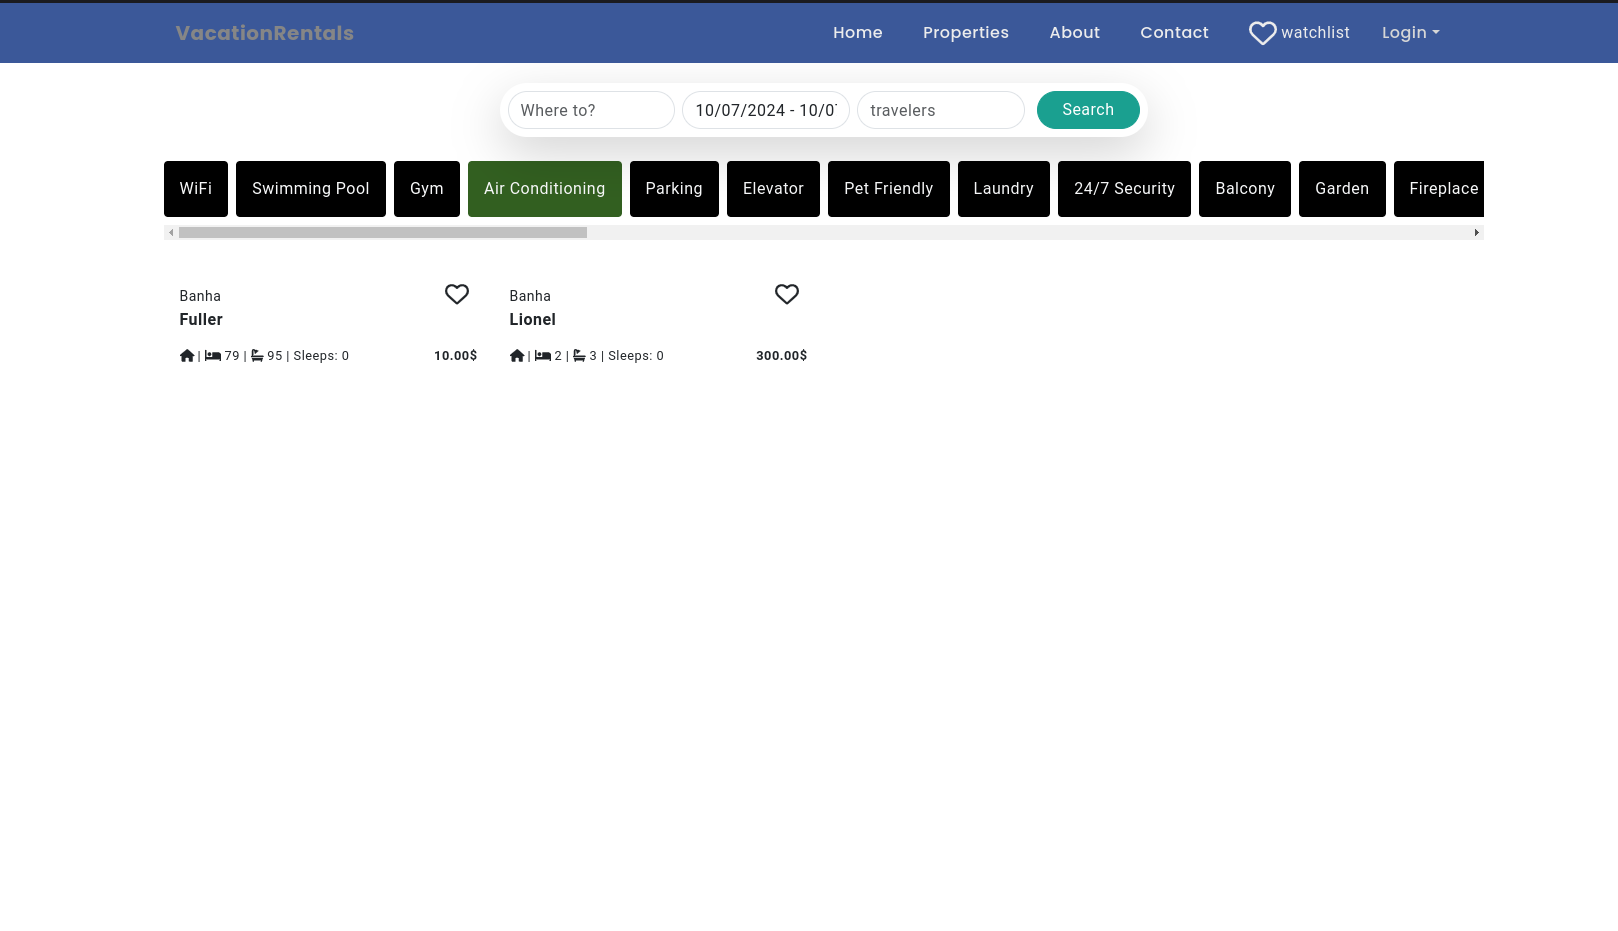 VacationRentals Home Properties About Contact watchlist Login
Where to? 10/07/2024 - 10/0 travelers Search
WiFi Swimming Pool Gym Air Conditioning Parking Elevator Pet Friendly Laundry 24/7 Security Balcony Garden Fireplace
Banha
Fuller
| 79 | 95 | Sleeps: 0 10.00$
Banha
Lionel
| 2 | 3 | Sleeps: 0 300.00$